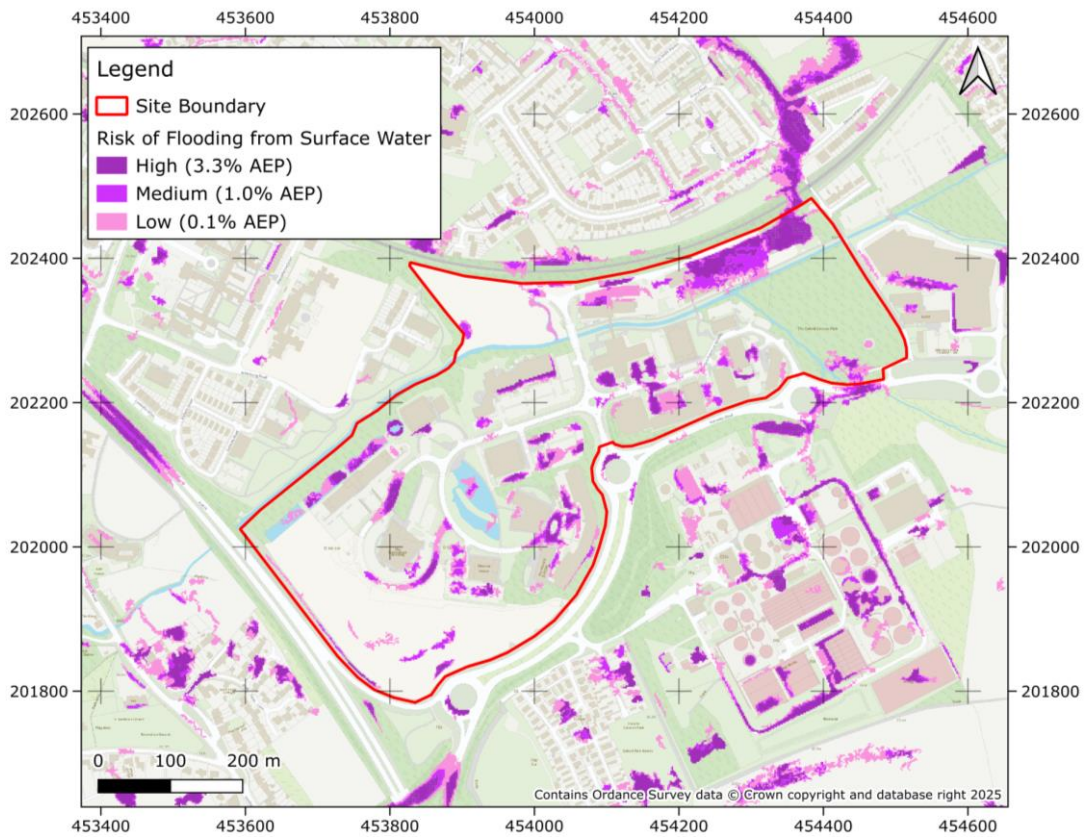 453400 453600 453800 454000 454200 454400 454600
Legend
Site Boundary
Risk of Flooding from Surface Water
High (3.3% AEP)
Medium (1.0% AEP)
Low (0.1% AEP)
202600 202600
202400 202400
202200 202200
202000 202000
201800 201800
0 100 200 m
Contains Ordance Survey data © Crown copyright and database right 2025
453400 453600 453800 454000 454200 454400 454600